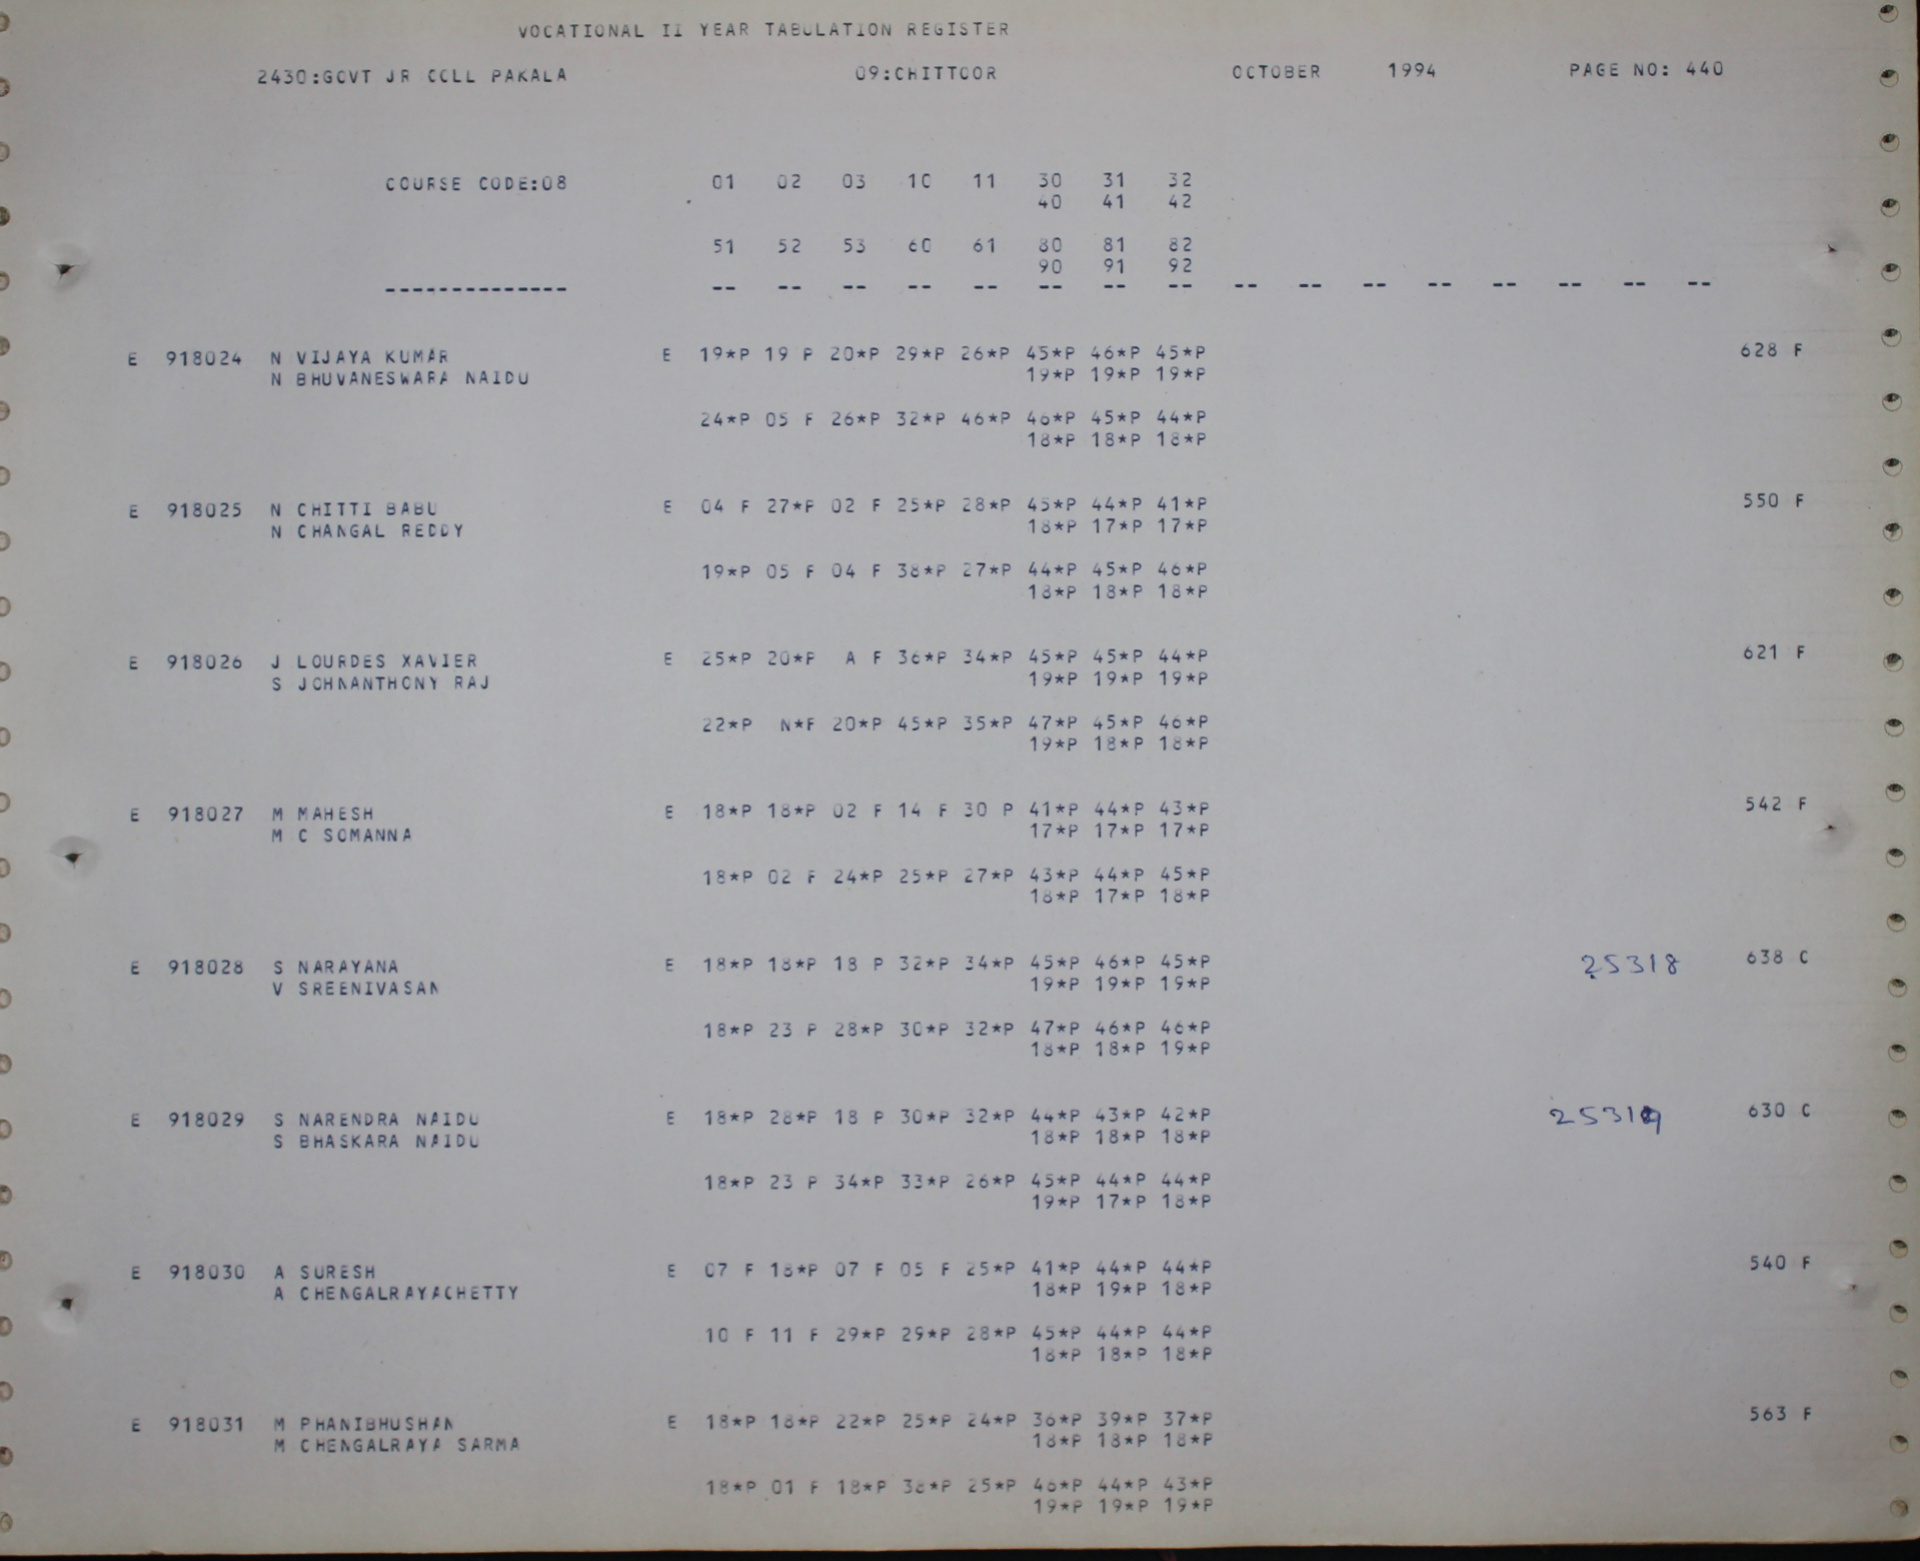 VOCATIONAL II YEAR TABULATION REGISTER
2430:GOVT JR COLL PAKALA 09:CHITTOOR OCTOBER 1994 PAGE NO: 440
COURSE CODE:08 01 02 03 10 11 30 31 32
40 41 42
51 52 53 60 61 80 81 82
90 91 92
-------------- -- -- -- -- -- -- -- -- -- -- -- -- -- -- -- --
E 918024 N VIJAYA KUMAR E 19*P 19 P 20*P 29*P 26*P 45*P 46*P 45*P 628 F
N BHUVANESWARA NAIDU 19*P 19*P 19*P
24*P 05 F 26*P 32*P 46*P 46*P 45*P 44*P
18*P 18*P 18*P
E 918025 N CHITTI BABU E 04 F 27*P 02 F 25*P 28*P 45*P 44*P 41*P 550 F
N CHANGAL REDDY 18*P 17*P 17*P
19*P 05 F 04 F 38*P 27*P 44*P 45*P 46*P
18*P 18*P 18*P
E 918026 J LOURDES XAVIER E 25*P 20*P A F 36*P 34*P 45*P 45*P 44*P 621 F
S JOHNANTHONY RAJ 19*P 19*P 19*P
22*P N*F 20*P 45*P 35*P 47*P 45*P 46*P
19*P 18*P 18*P
E 918027 M MAHESH E 18*P 18*P 02 F 14 F 30 P 41*P 44*P 43*P 542 F
M C SOMANNA 17*P 17*P 17*P
18*P 02 F 24*P 25*P 27*P 43*P 44*P 45*P
18*P 17*P 18*P
E 918028 S NARAYANA E 18*P 18*P 18 P 32*P 34*P 45*P 46*P 45*P 25318 638 C
V SREENIVASAN 19*P 19*P 19*P
18*P 23 P 28*P 30*P 32*P 47*P 46*P 46*P
18*P 18*P 19*P
E 918029 S NARENDRA NAIDU E 18*P 28*P 18 P 30*P 32*P 44*P 43*P 42*P 25319 630 C
S BHASKARA NAIDU 18*P 18*P 18*P
18*P 23 P 34*P 33*P 26*P 45*P 44*P 44*P
19*P 17*P 18*P
E 918030 A SURESH E 07 F 18*P 07 F 05 F 25*P 41*P 44*P 44*P 540 F
A CHENGALRAYACHETTY 18*P 19*P 18*P
10 F 11 F 29*P 29*P 28*P 45*P 44*P 44*P
18*P 18*P 18*P
E 918031 M PHANIBHUSHAN E 18*P 18*P 22*P 25*P 24*P 36*P 39*P 37*P 563 F
M CHENGALRAYA SARMA 18*P 18*P 18*P
18*P 01 F 18*P 38*P 25*P 46*P 44*P 43*P
19*P 19*P 19*P